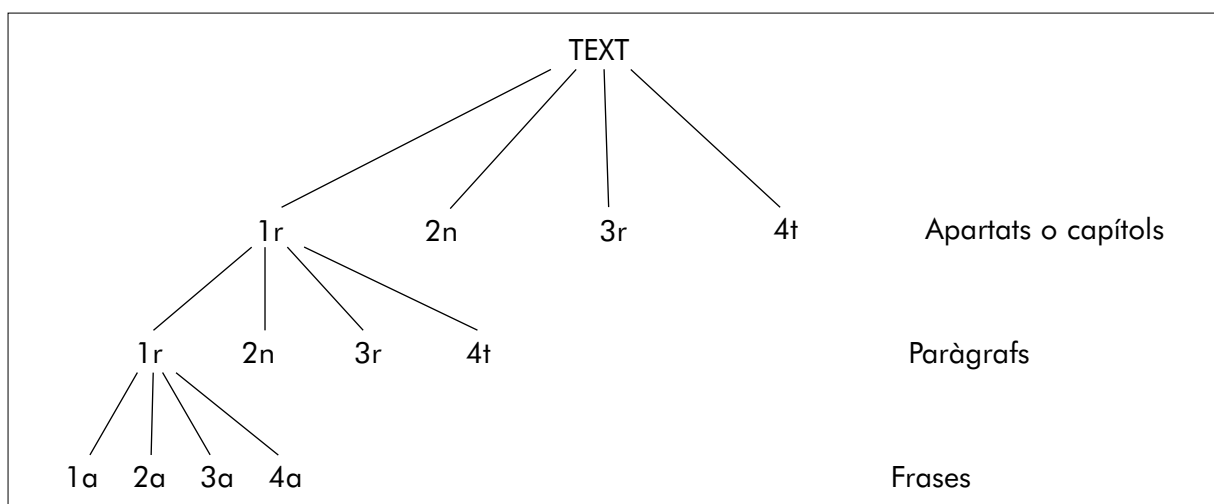 TEXT
1r 2n 3r 4t Apartats o capítols
1r 2n 3r 4t Paràgrafs
1a 2a 3a 4a Frases